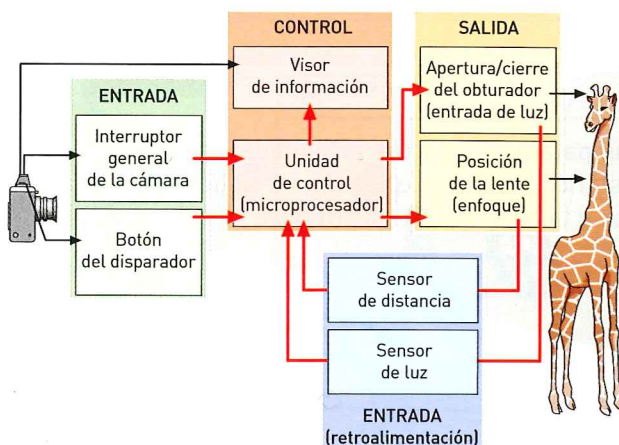 CONTROL
Visor
de información
Unidad
de control
(microprocesador)
ENTRADA
Interruptor
general
de la cámara
Botón
del disparador
SALIDA
Apertura/cierre
del obturador
(entrada de luz)
Posición
de la lente
(enfoque)
Sensor
de distancia
Sensor
de luz
ENTRADA
(retroalimentación)